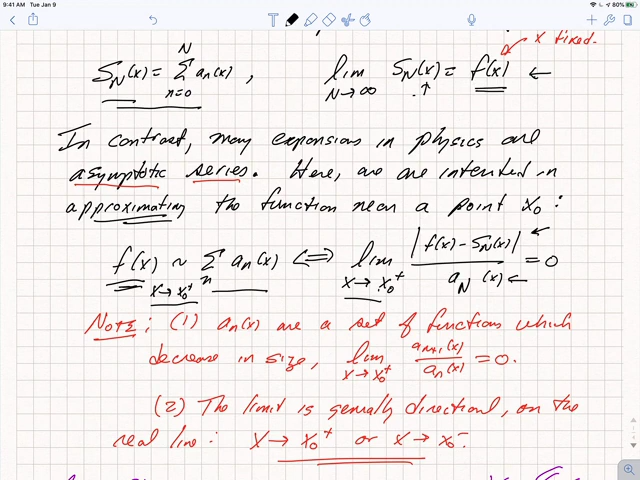 9:41 AM Tue Jan 9
80%
x fixed.
S_N(x) = \sum_{n=0}^{N} a_n(x) , lim_{N→∞} S_N(x) = f(x) ←
In contrast, many expansions in physics are
asymptotic series. Here, we are interested in
approximating the function near a point x_0 :
f(x) ~ \sum_n a_n(x) ⟺ lim_{x→x_0^+} |f(x) - S_N(x)| / a_N(x) = 0
x→x_0^+
NOTE: (1) a_n(x) are a set of functions which
decrease in size, lim_{x→x_0^+} a_{n+1}(x) / a_n(x) = 0.
(2) The limit is generally directional, on the
real line: x→x_0^+ or x→x_0^-.